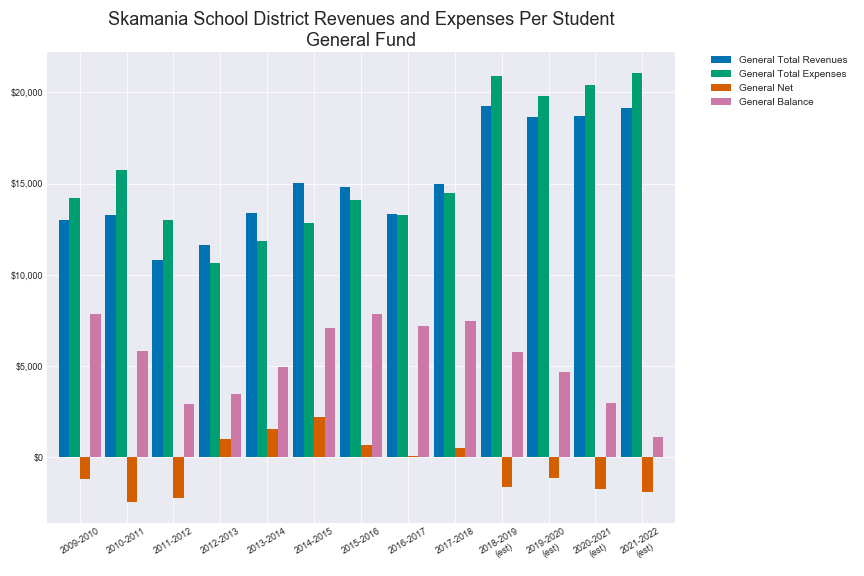 Skamania School District Revenues and Expenses Per Student
General Fund
General Total Revenues
General Total Expenses
General Net
General Balance
$20,000
$15,000
$10,000
$5,000
$0
2009-2010
2010-2011
2011-2012
2012-2013
2013-2014
2014-2015
2015-2016
2016-2017
2017-2018
2018-2019
(est)
2019-2020
(est)
2020-2021
(est)
2021-2022
(est)